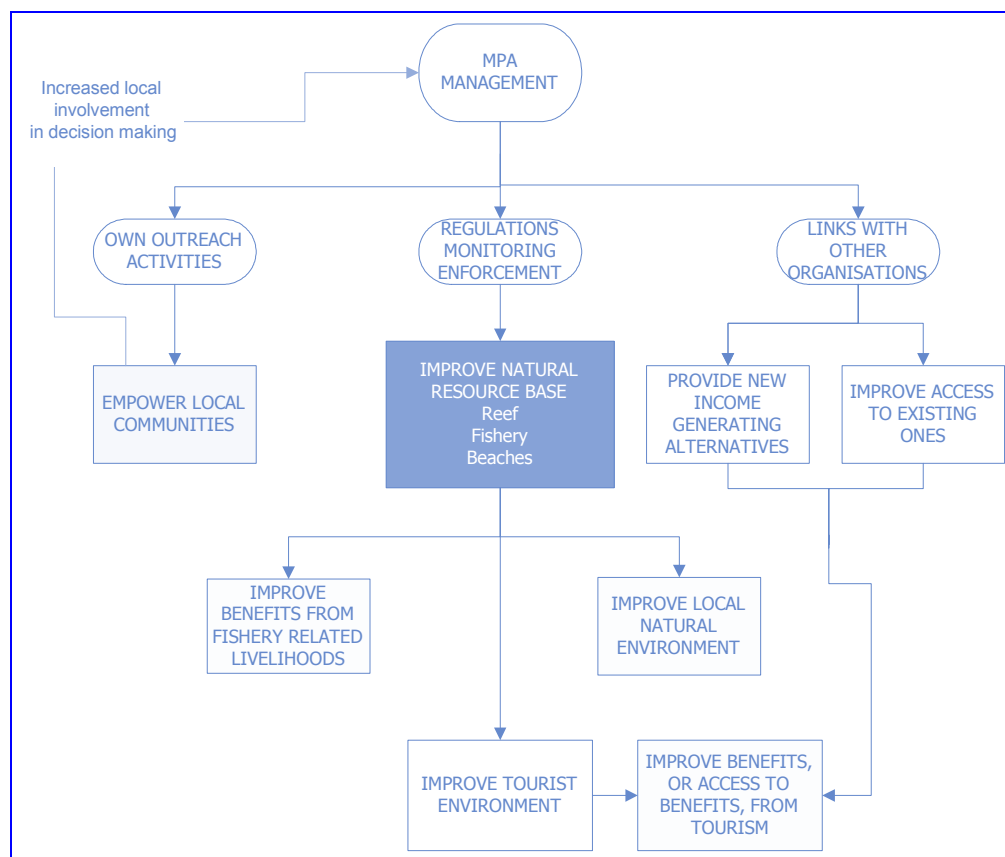 MPA
MANAGEMENT
Increased local
involvement
in decision making
OWN OUTREACH
ACTIVITIES
REGULATIONS
MONITORING
ENFORCEMENT
LINKS WITH
OTHER
ORGANISATIONS
EMPOWER LOCAL
COMMUNITIES
IMPROVE NATURAL
RESOURCE BASE
Reef
Fishery
Beaches
PROVIDE NEW
INCOME
GENERATING
ALTERNATIVES
IMPROVE ACCESS
TO EXISTING
ONES
IMPROVE
BENEFITS FROM
FISHERY RELATED
LIVELIHOODS
IMPROVE LOCAL
NATURAL
ENVIRONMENT
IMPROVE TOURIST
ENVIRONMENT
IMPROVE BENEFITS,
OR ACCESS TO
BENEFITS, FROM
TOURISM